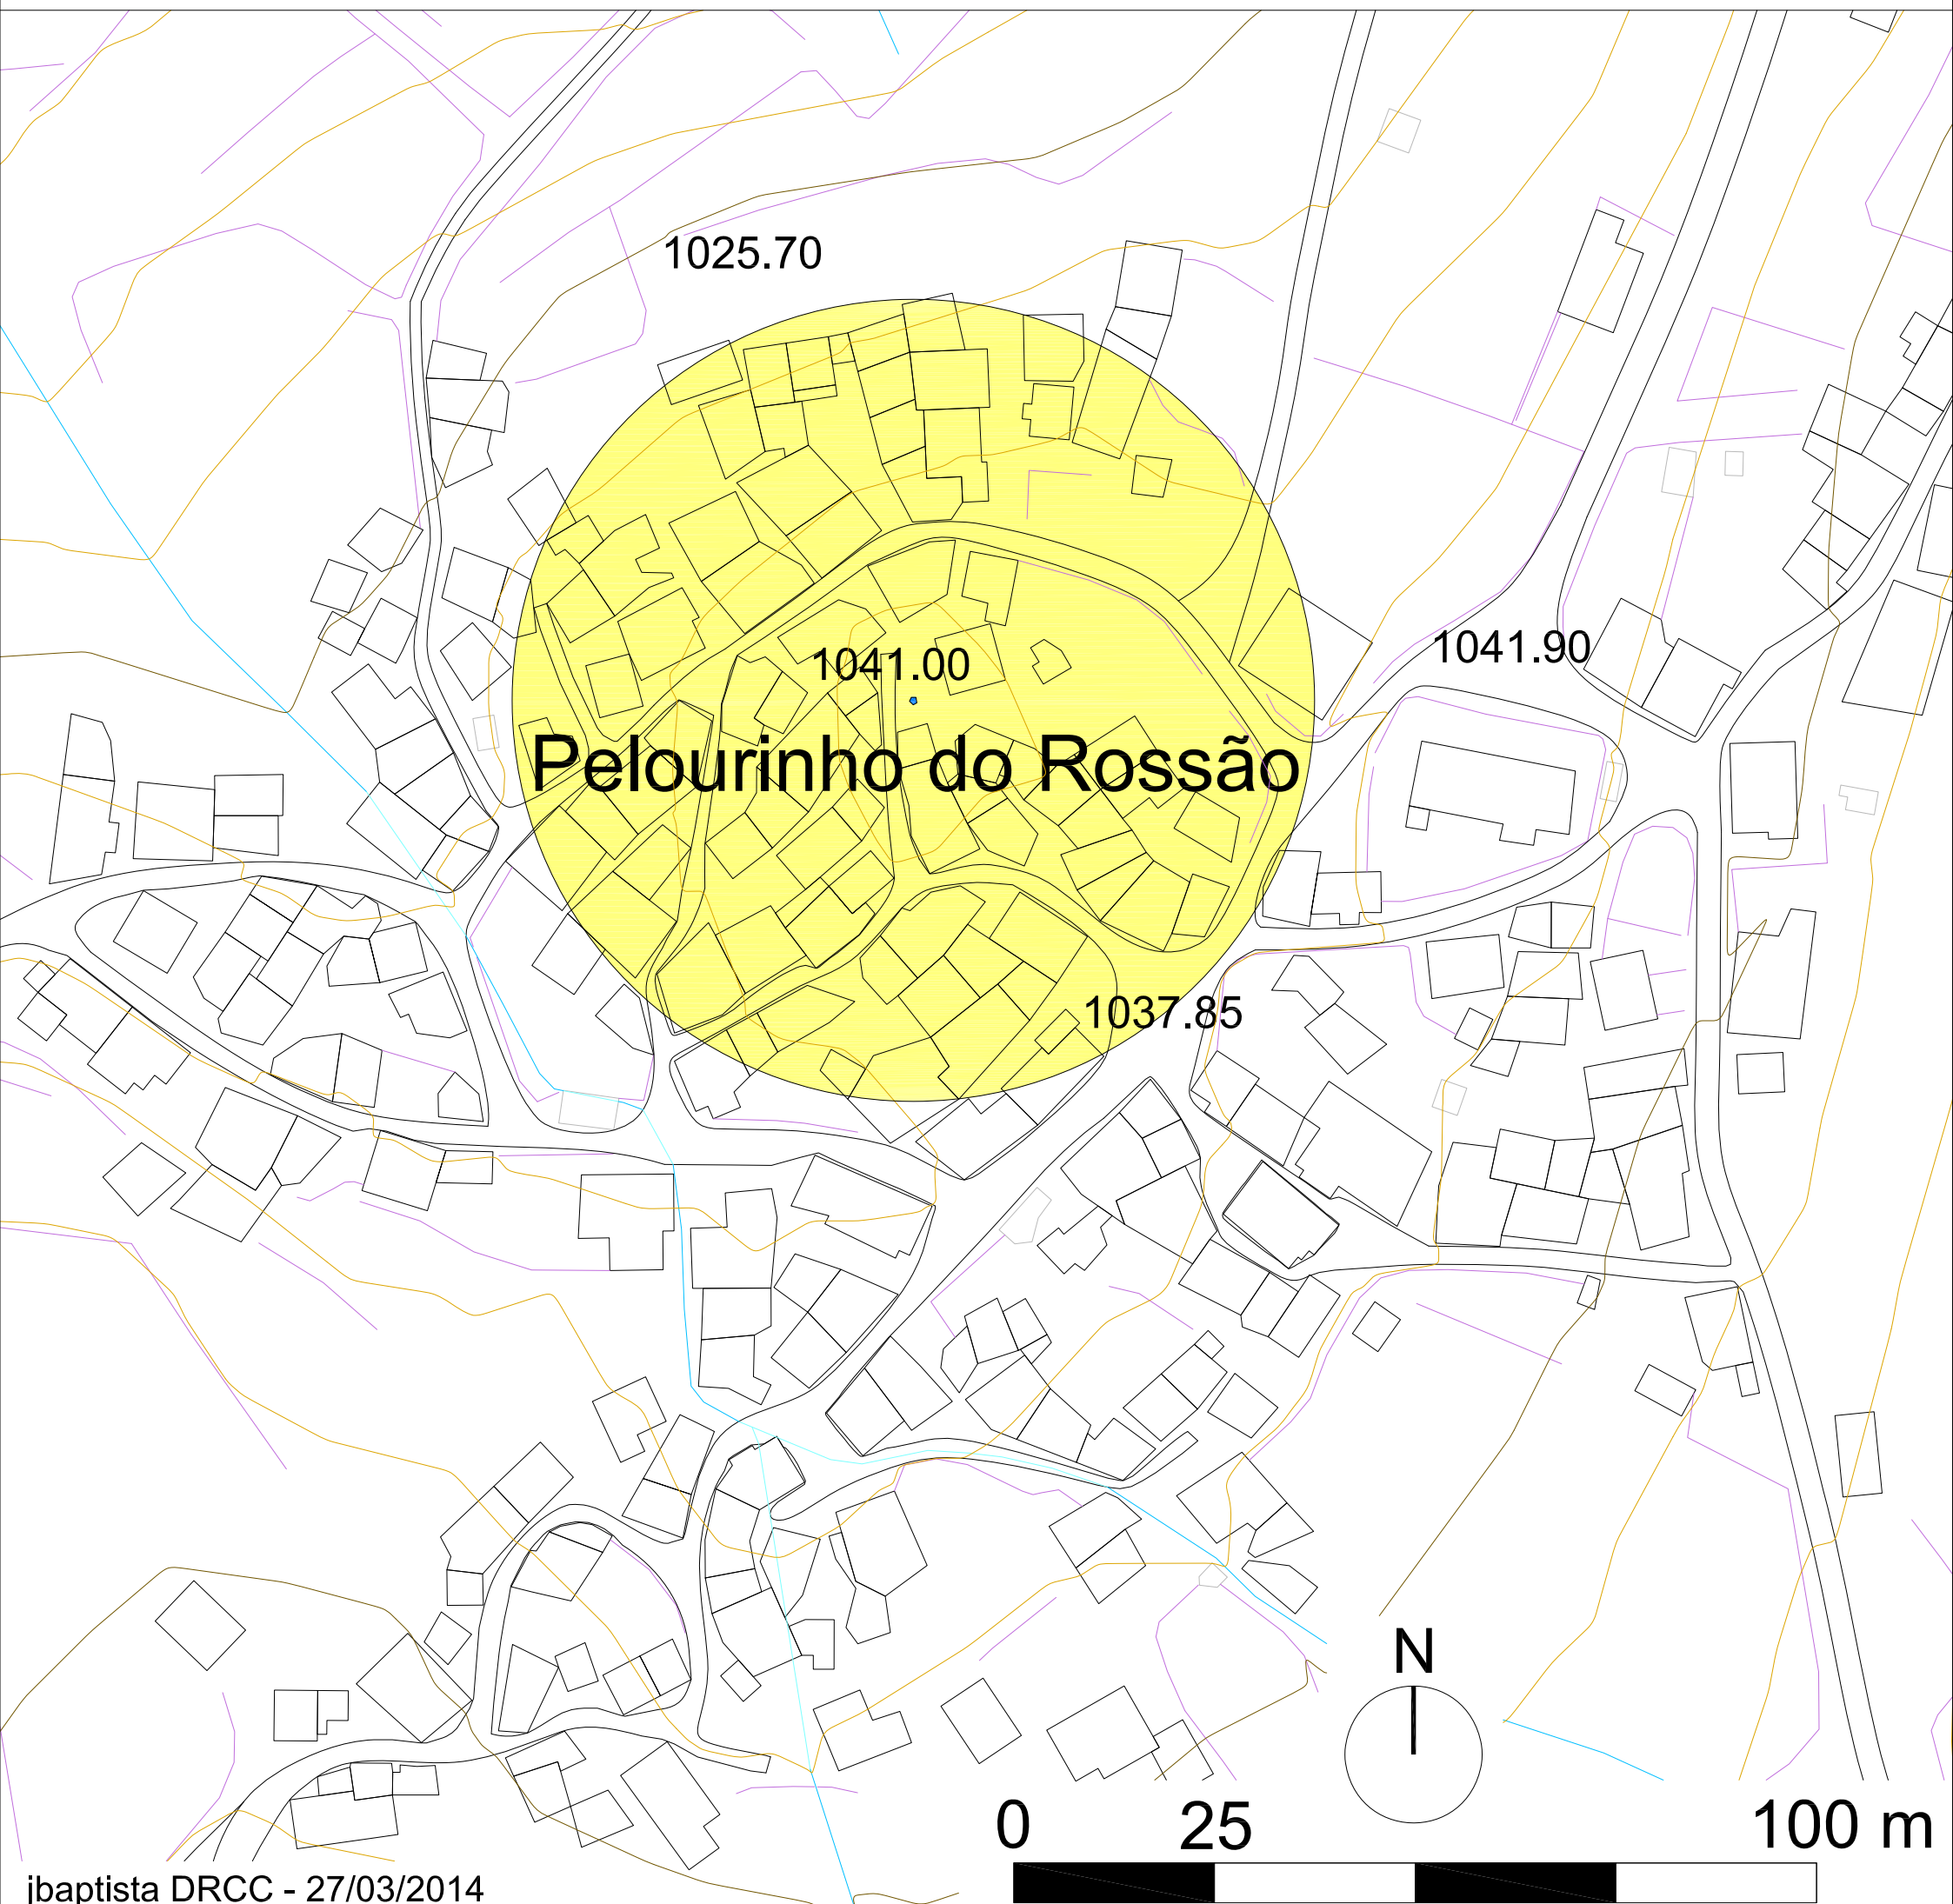 1025.70
1041.90
1041.00
Pelourinho do Rossão
1037.85
N
0 25 100 m
jbaptista DRCC - 27/03/2014